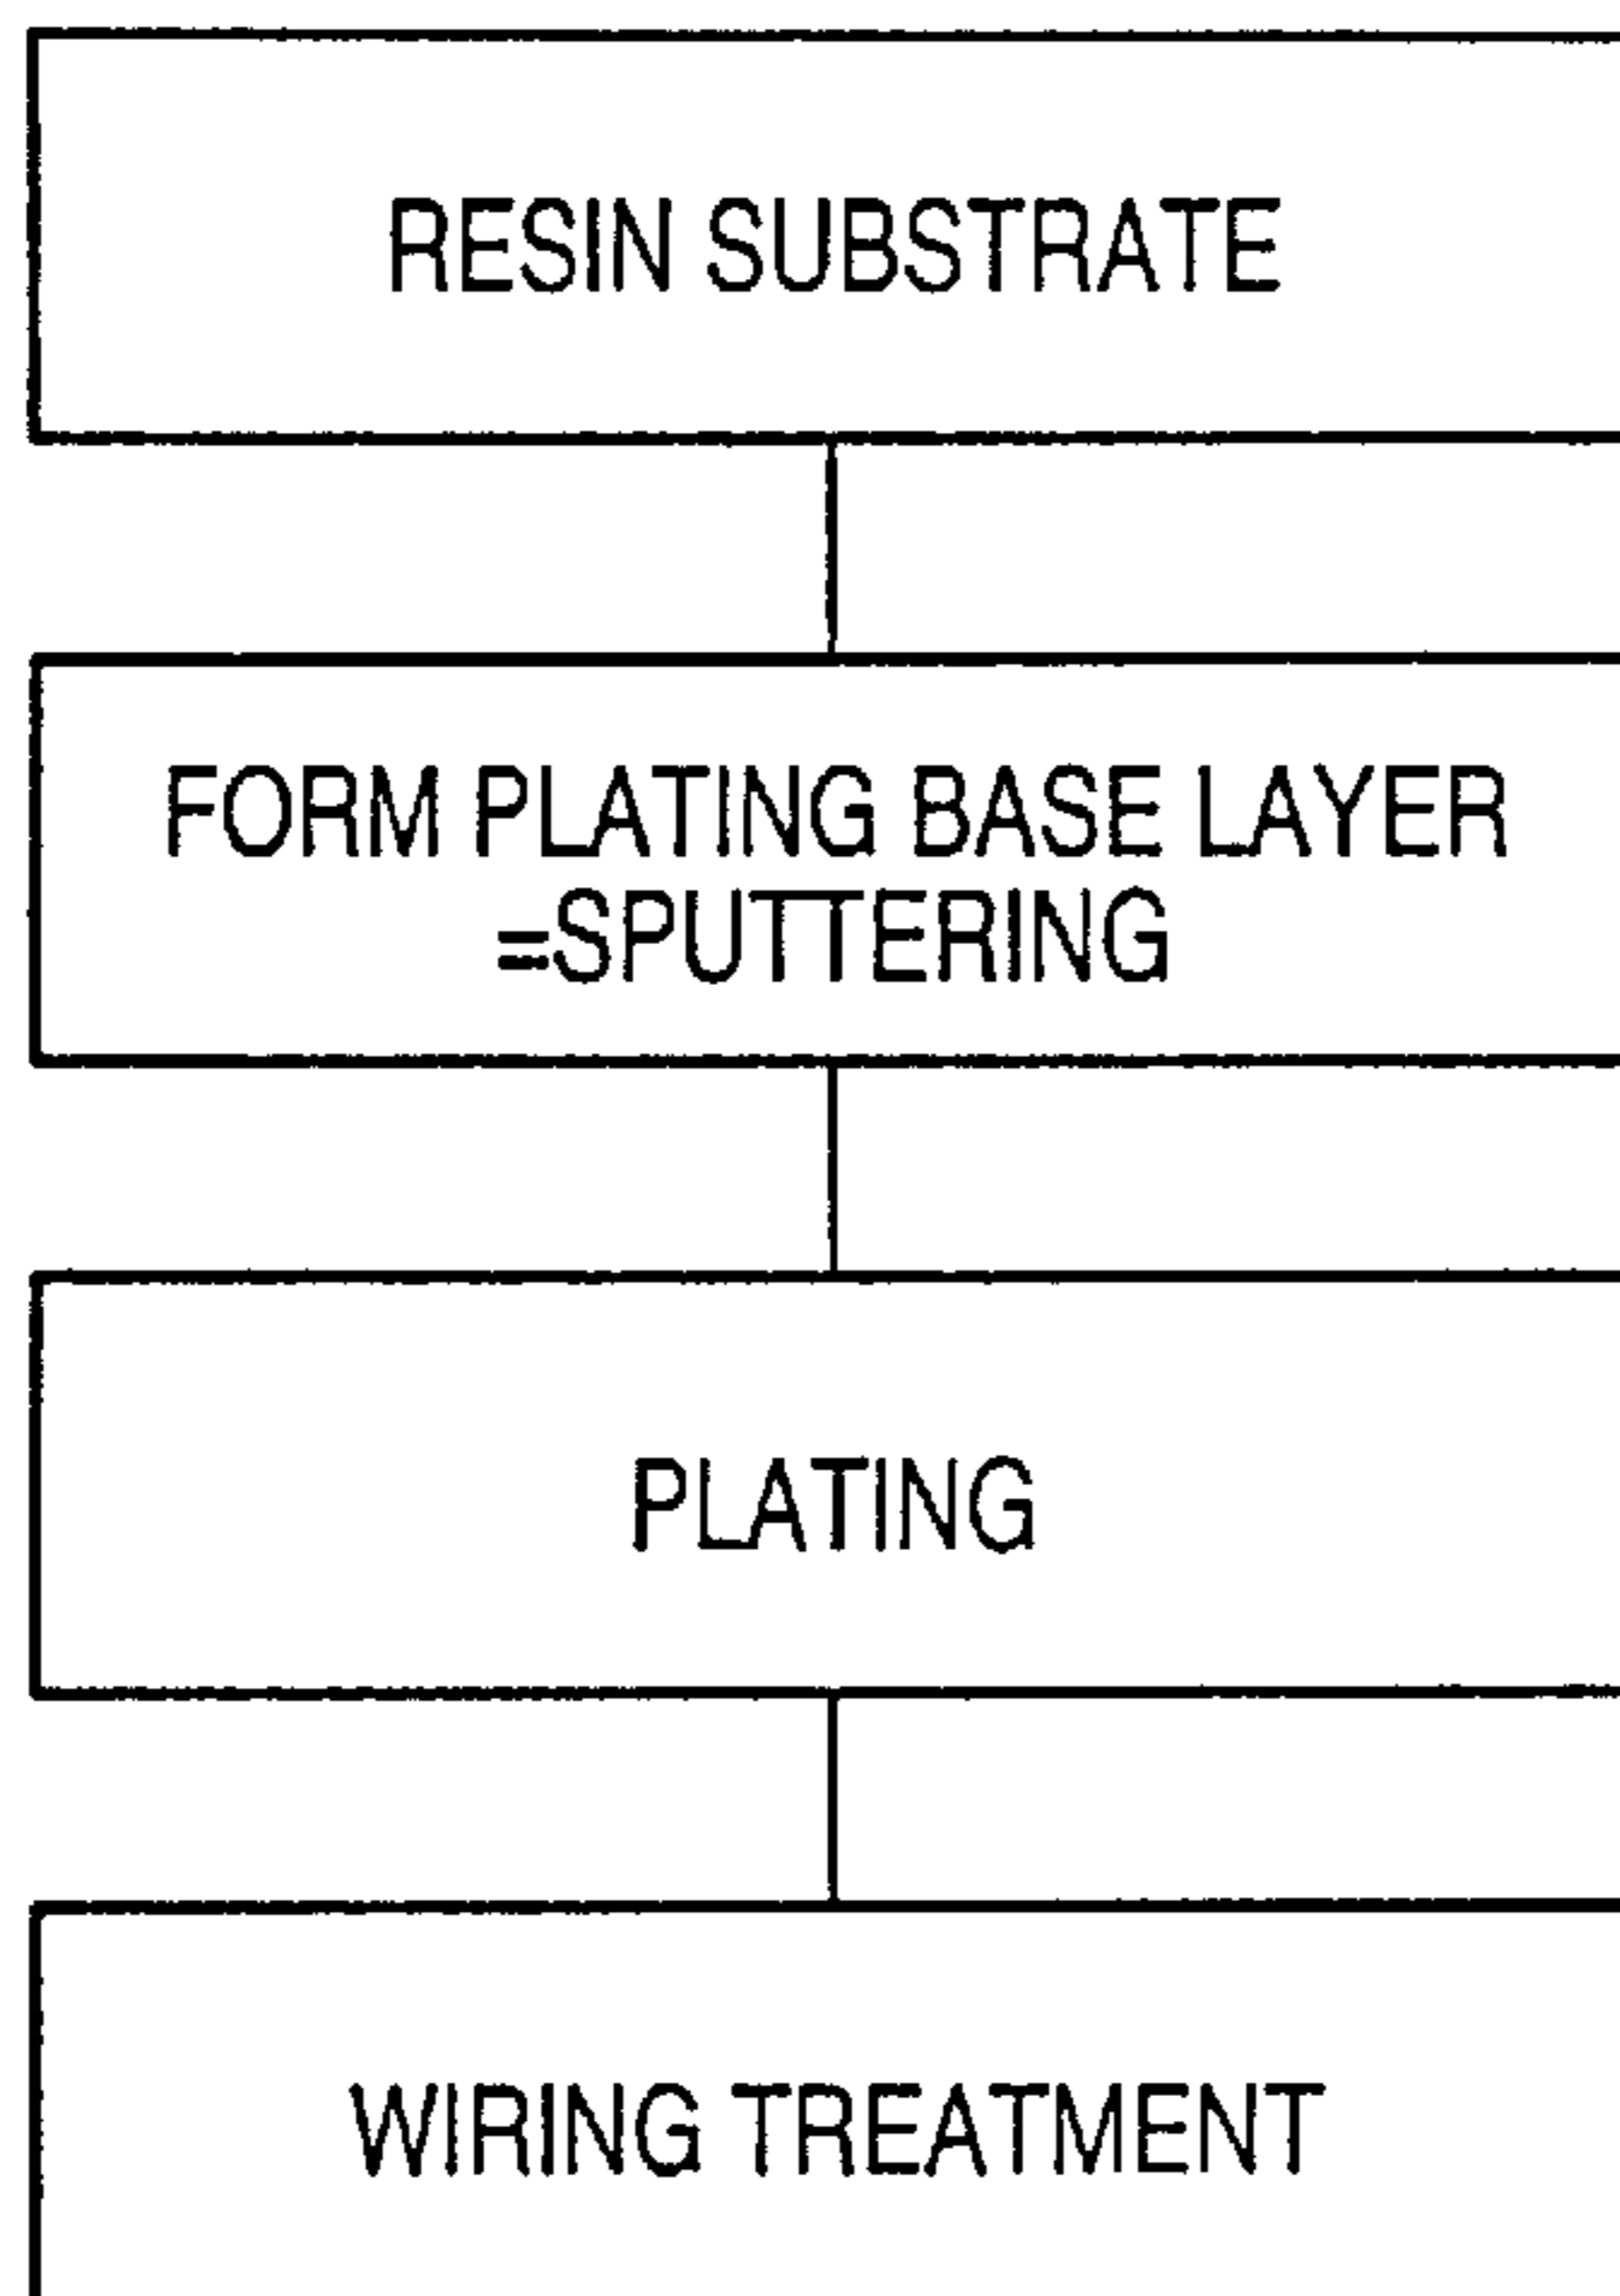 RESIN SUBSTRATE
FORM PLATING BASE LAYER
=SPUTTERING
PLATING
WIRING TREATMENT